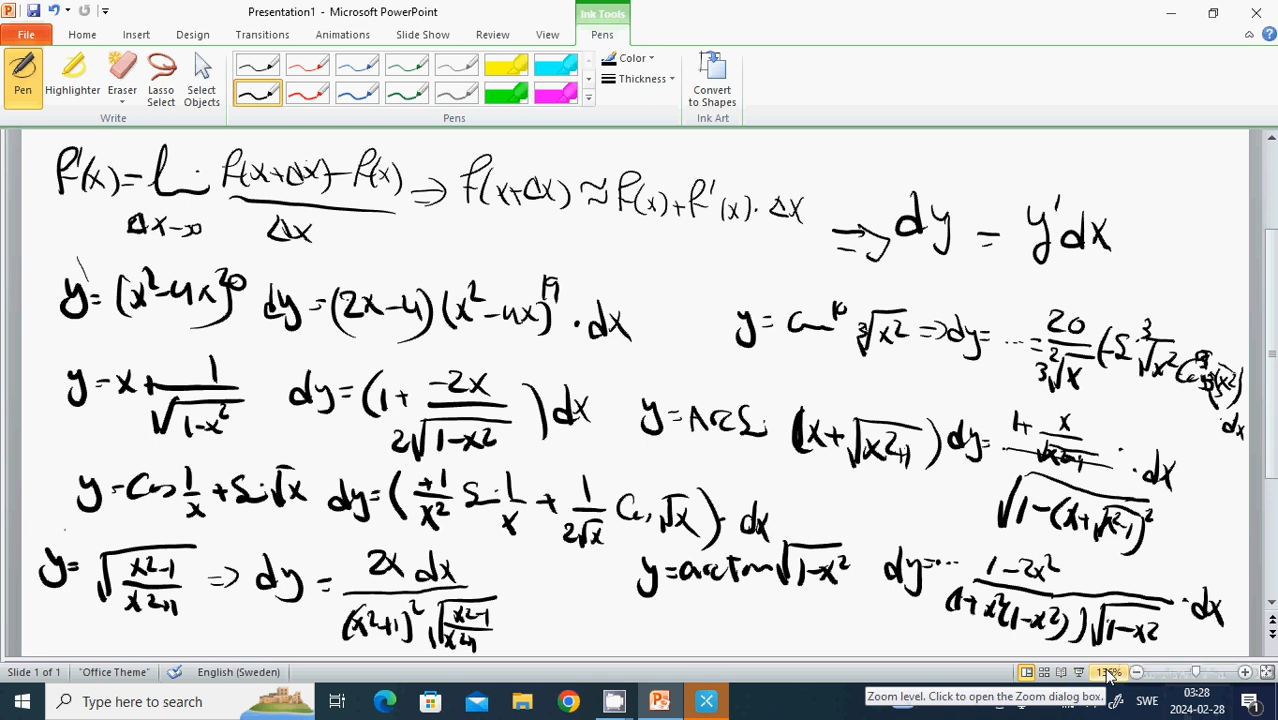 Presentation1 - Microsoft PowerPoint
Ink Tools
File Home Insert Design Transitions Animations Slide Show Review View Pens
Pen Highlighter Eraser Lasso Select Select Objects
Color
Thickness
Convert to Shapes
Write Pens Ink Art
f'(x) = lim Δx→0 (f(x+Δx) - f(x))/Δx ⇒ f(x+Δx) ≈ f(x) + f'(x)·Δx
⇒ dy = y'dx
y = (x²-4x)²⁰ dy = (2x-4)(x²-4x)¹⁹·dx
y = x + 1/√(1-x²) dy = (1 + -2x/(2√(1-x²)))dx
y = Cos 1/x + Sin √x dy = (+1/x² Sin 1/x + 1/(2√x) Cos √x)·dx
y = √((x²-1)/(x²+1)) ⇒ dy = 2x dx/((x²+1)²√((x²-1)/(x²+1)))
⇒ dy = ... = 20
dx
dy = ·dx
y = arctan √(1-x²) dy = ... (1-2x²)/((1+x²(1-x²))√(1-x²)) ·dx
Slide 1 of 1 "Office Theme" English (Sweden)
Zoom level. Click to open the Zoom dialog box.
Type here to search
SWE
03:28
2024-02-28